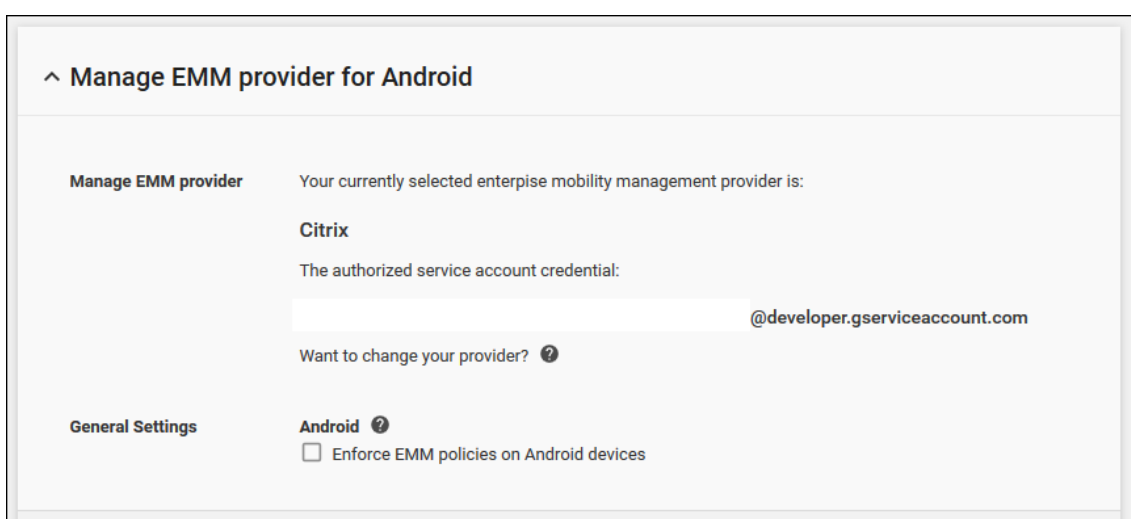 Manage EMM provider for Android
Manage EMM provider
Your currently selected enterpise mobility management provider is:
Citrix
The authorized service account credential:
@developer.gserviceaccount.com
Want to change your provider? ?
General Settings
Android ?
Enforce EMM policies on Android devices